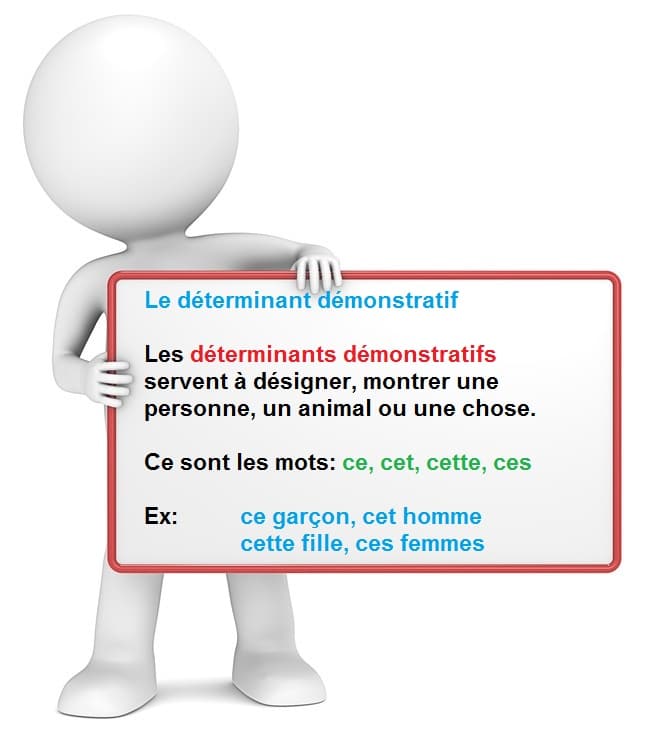 Le déterminant démonstratif
Les déterminants démonstratifs
servent à désigner, montrer une
personne, un animal ou une chose.
Ce sont les mots: ce, cet, cette, ces
Ex: ce garçon, cet homme
cette fille, ces femmes